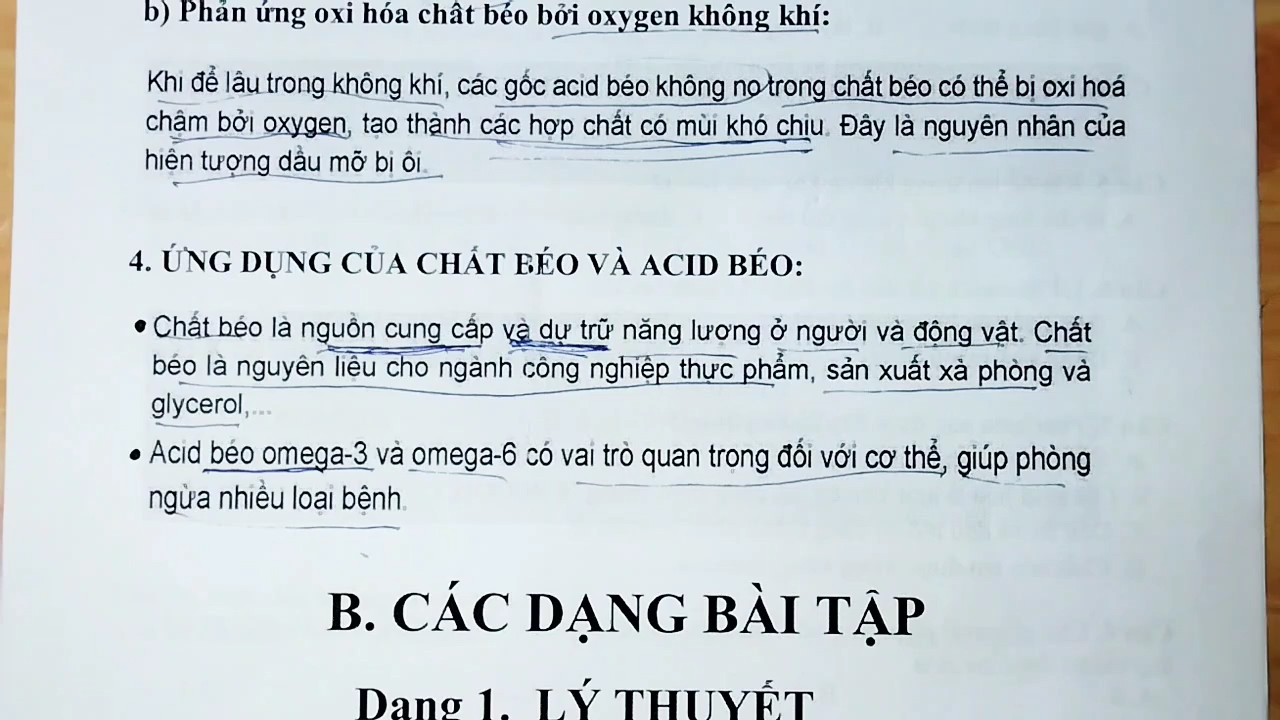 b) Phản ứng oxi hóa chất béo bởi oxygen không khí:
Khi để lâu trong không khí, các gốc acid béo không no trong chất béo có thể bị oxi hoá
chậm bởi oxygen, tạo thành các hợp chất có mùi khó chịu. Đây là nguyên nhân của
hiện tượng dầu mỡ bị ôi.
4. ỨNG DỤNG CỦA CHẤT BÉO VÀ ACID BÉO:
• Chất béo là nguồn cung cấp và dự trữ năng lượng ở người và động vật. Chất
béo là nguyên liệu cho ngành công nghiệp thực phẩm, sản xuất xà phòng và
glycerol,...
• Acid béo omega-3 và omega-6 có vai trò quan trọng đối với cơ thể, giúp phòng
ngừa nhiều loại bệnh.
B. CÁC DẠNG BÀI TẬP
Dạng 1. LÝ THUYẾT